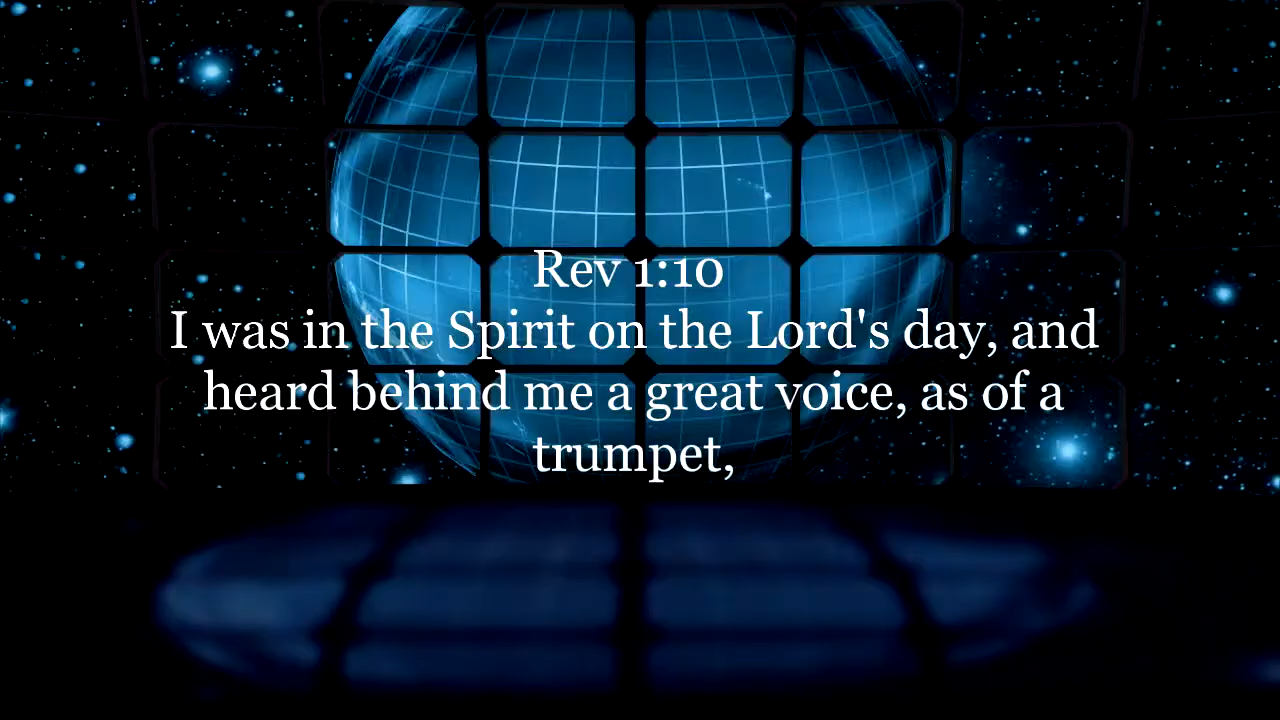 Rev 1:10
I was in the Spirit on the Lord's day, and
heard behind me a great voice, as of a
trumpet,